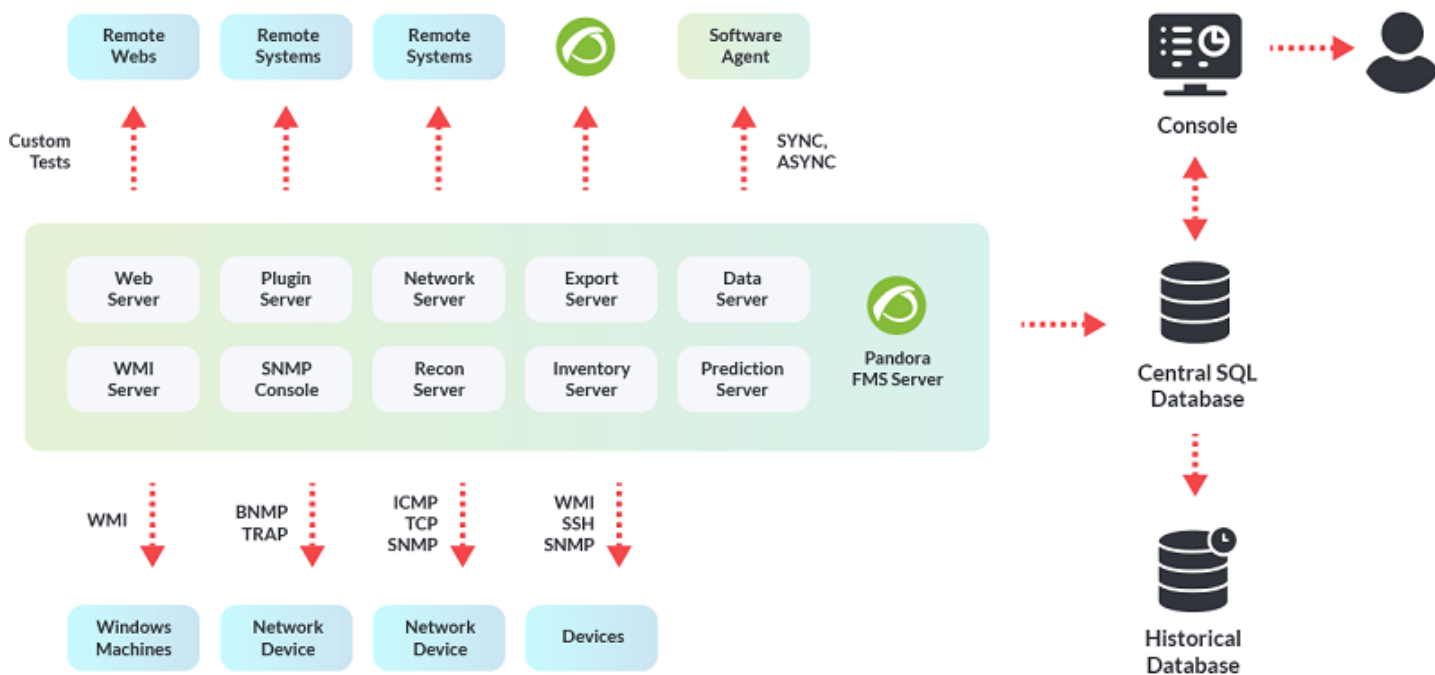 Remote
Webs
Remote
Systems
Remote
Systems
Software
Agent
Custom
Tests
SYNC,
ASYNC
Console
Web
Server
Plugin
Server
Network
Server
Export
Server
Data
Server
WMI
Server
SNMP
Console
Recon
Server
Inventory
Server
Prediction
Server
Pandora
FMS Server
Central SQL
Database
WMI
BNMP
TRAP
ICMP
TCP
SNMP
WMI
SSH
SNMP
Windows
Machines
Network
Device
Network
Device
Devices
Historical
Database